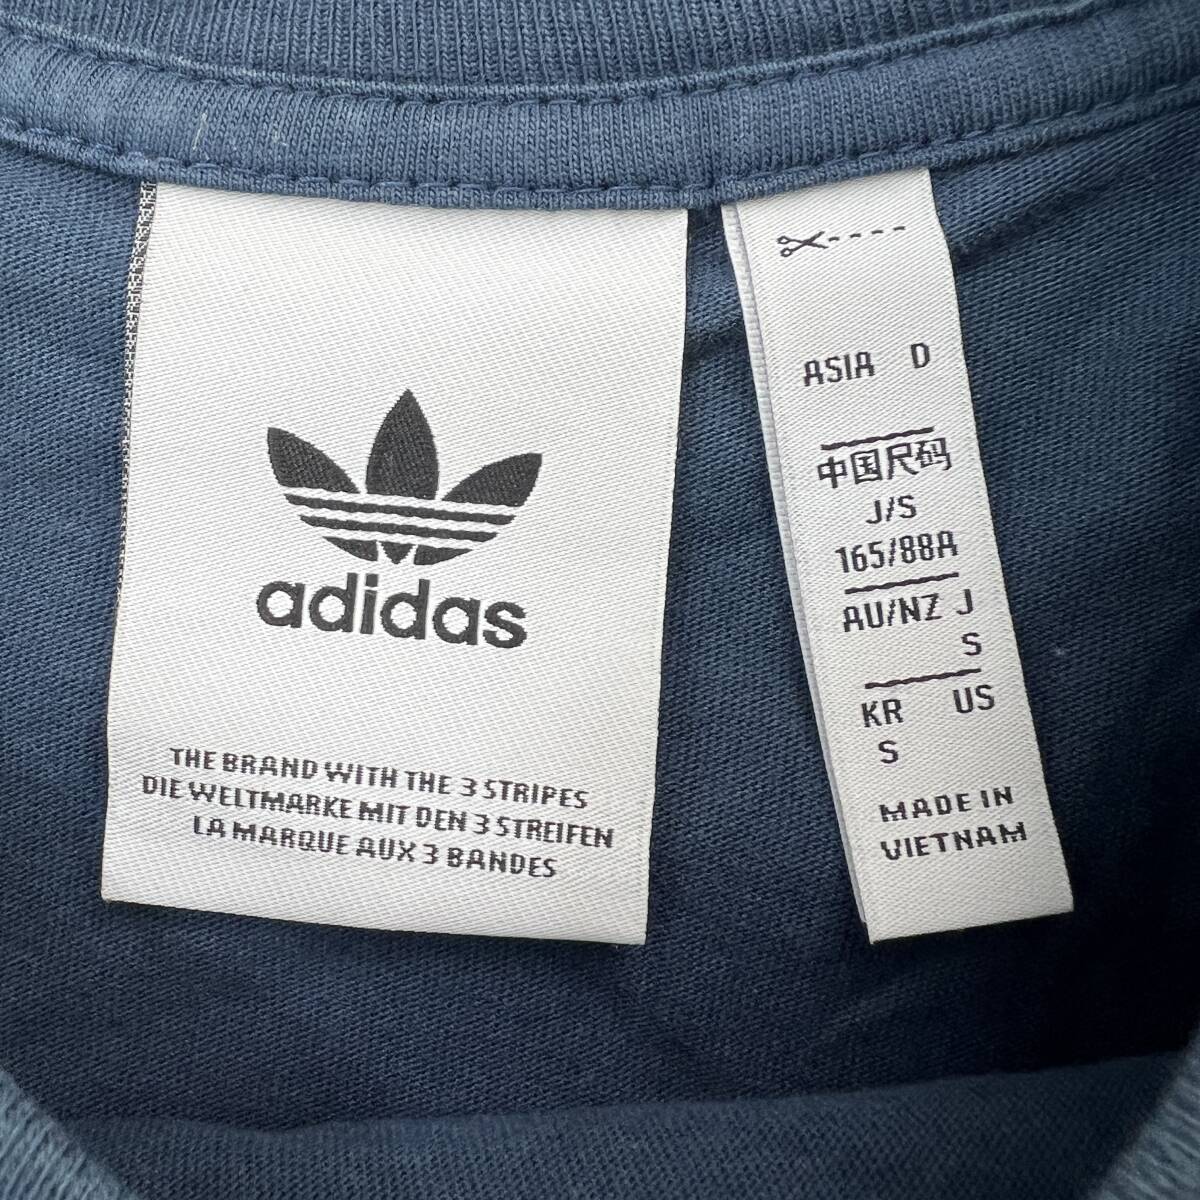 adidas
THE BRAND WITH THE 3 STRIPES
DIE WELTMARKE MIT DEN 3 STREIFEN
LA MARQUE AUX 3 BANDES
ASIA D
中国尺码
J/S
165/88A
AU/NZ J
S
KR US
S
MADE IN
VIETNAM